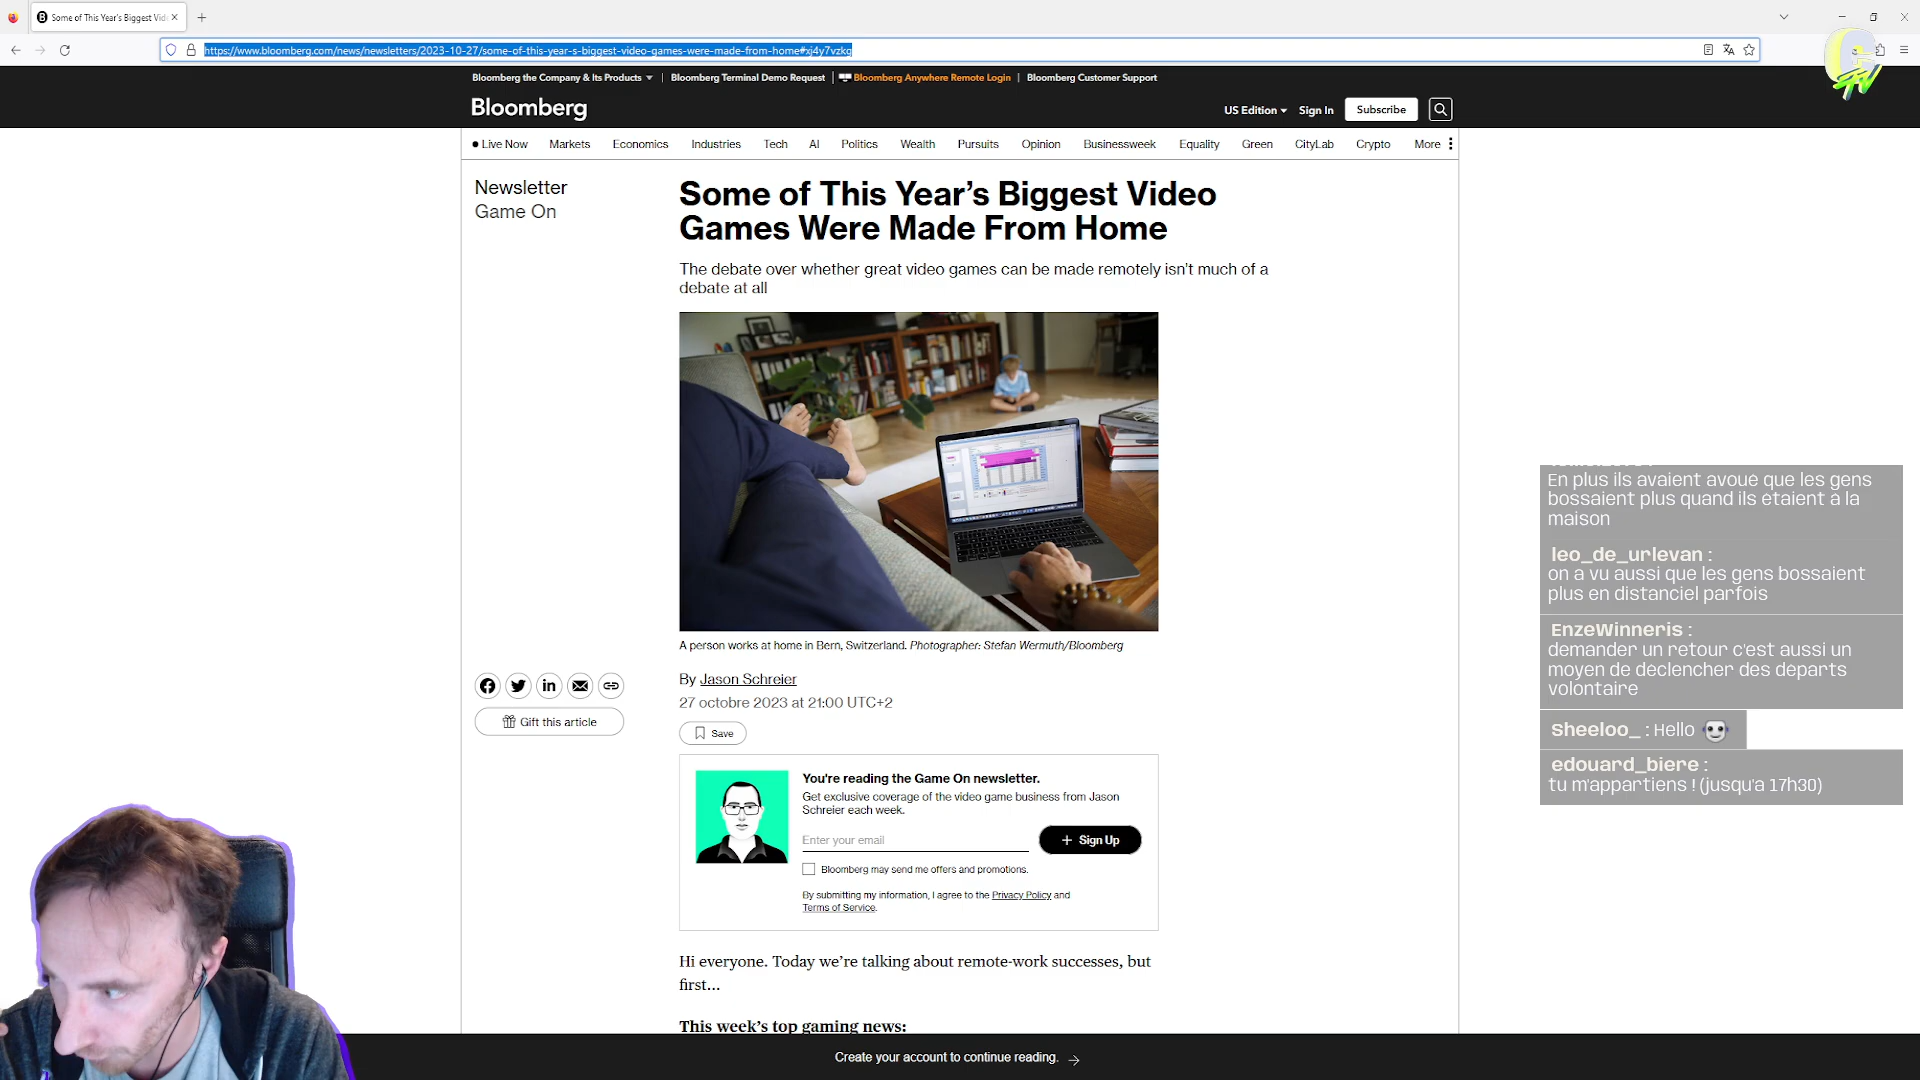 Some of This Year's Biggest Vid
https://www.bloomberg.com/news/newsletters/2023-10-27/some-of-this-year-s-biggest-video-games-were-made-from-home#xj4y7vzkg
Bloomberg the Company & Its Products
Bloomberg Terminal Demo Request
Bloomberg Anywhere Remote Login
Bloomberg Customer Support
Bloomberg
US Edition
Sign In
Subscribe
Live Now
Markets
Economics
Industries
Tech
AI
Politics
Wealth
Pursuits
Opinion
Businessweek
Equality
Green
CityLab
Crypto
More
Newsletter
Game On
Some of This Year's Biggest Video
Games Were Made From Home
The debate over whether great video games can be made remotely isn't much of a
debate at all
A person works at home in Bern, Switzerland. Photographer: Stefan Wermuth/Bloomberg
By Jason Schreier
27 octobre 2023 at 21:00 UTC+2
Save
Gift this article
You're reading the Game On newsletter.
Get exclusive coverage of the video game business from Jason
Schreier each week.
Enter your email
+ Sign Up
Bloomberg may send me offers and promotions.
By submitting my information, I agree to the Privacy Policy and
Terms of Service.
Hi everyone. Today we're talking about remote-work successes, but
first...
This week's top gaming news:
Create your account to continue reading.
En plus ils avaient avoué que les gens
bossaient plus quand ils étaient à la
maison
leo_de_urlevan :
on a vu aussi que les gens bossaient
plus en distanciel parfois
EnzeWinneris :
demander un retour c'est aussi un
moyen de déclencher des départs
volontaire
Sheeloo_ : Hello
edouard_biere :
tu m'appartiens ! (jusqu'à 17h30)